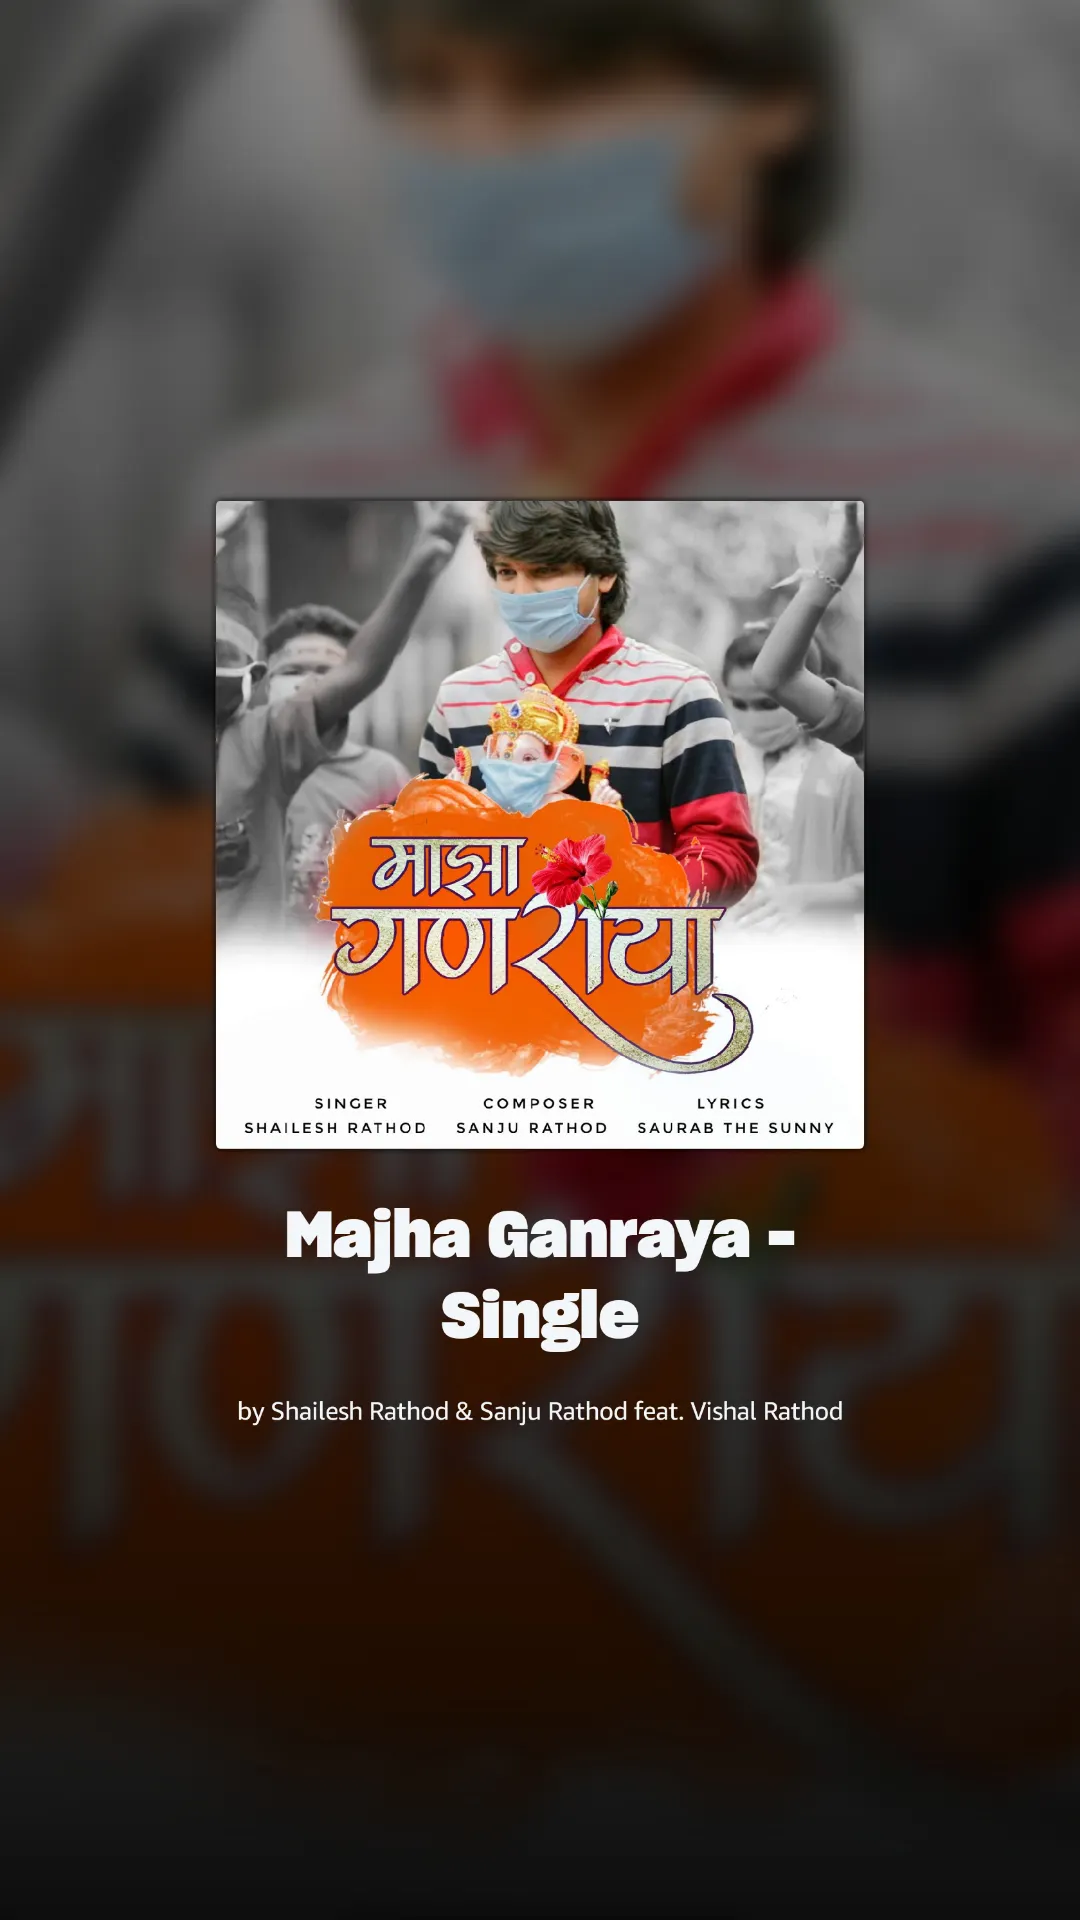 माझा
गणराया
SINGER
SHAILESH RATHOD
COMPOSER
SANJU RATHOD
LYRICS
SAURAB THE SUNNY
Majha Ganraya -
Single
by Shailesh Rathod & Sanju Rathod feat. Vishal Rathod